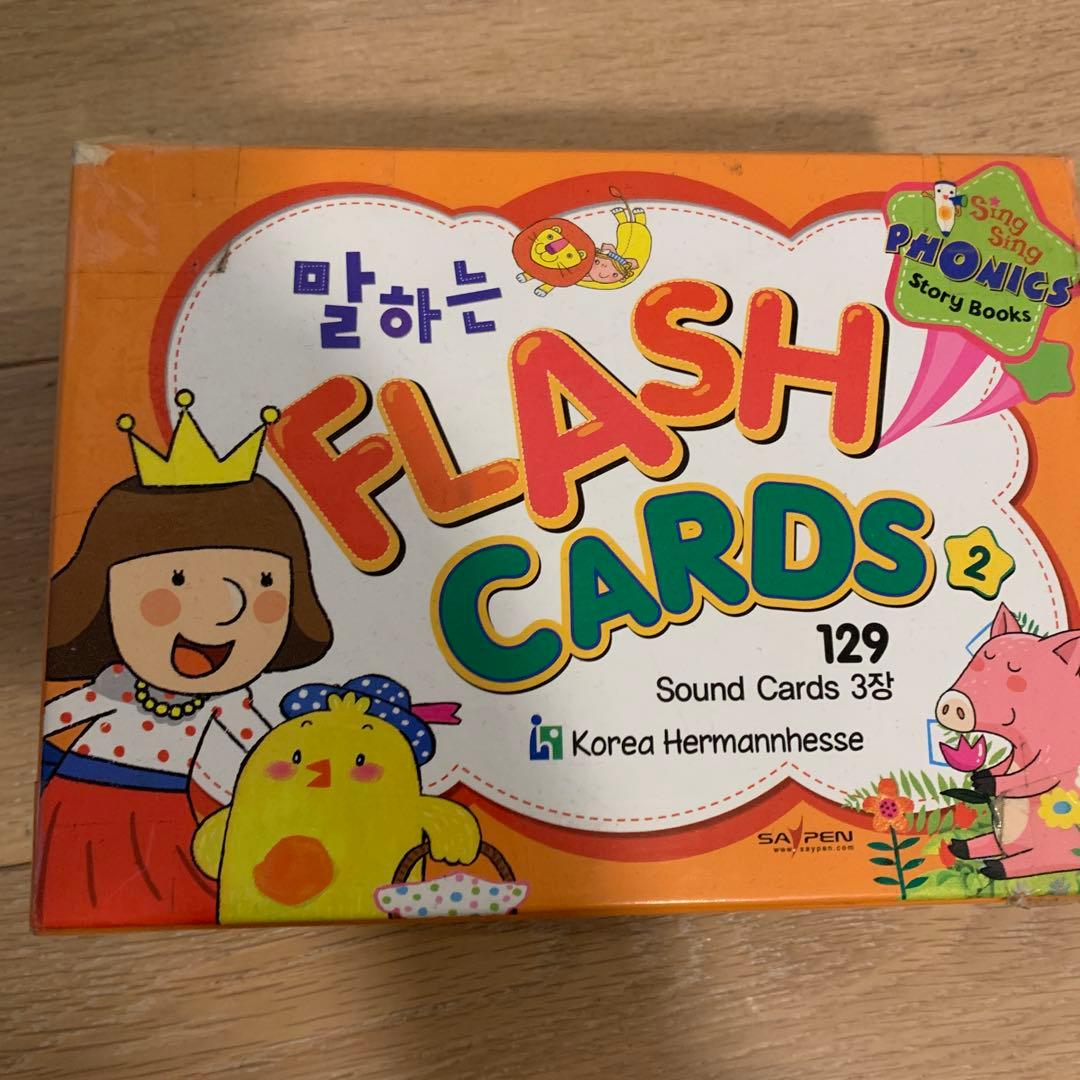 말하는
FLASH
CARDS 2
129
Sound Cards 3장
Korea Hermannhesse
SAYPEN
www.saypen.com
Sing
Sing
PHONICS
Story Books